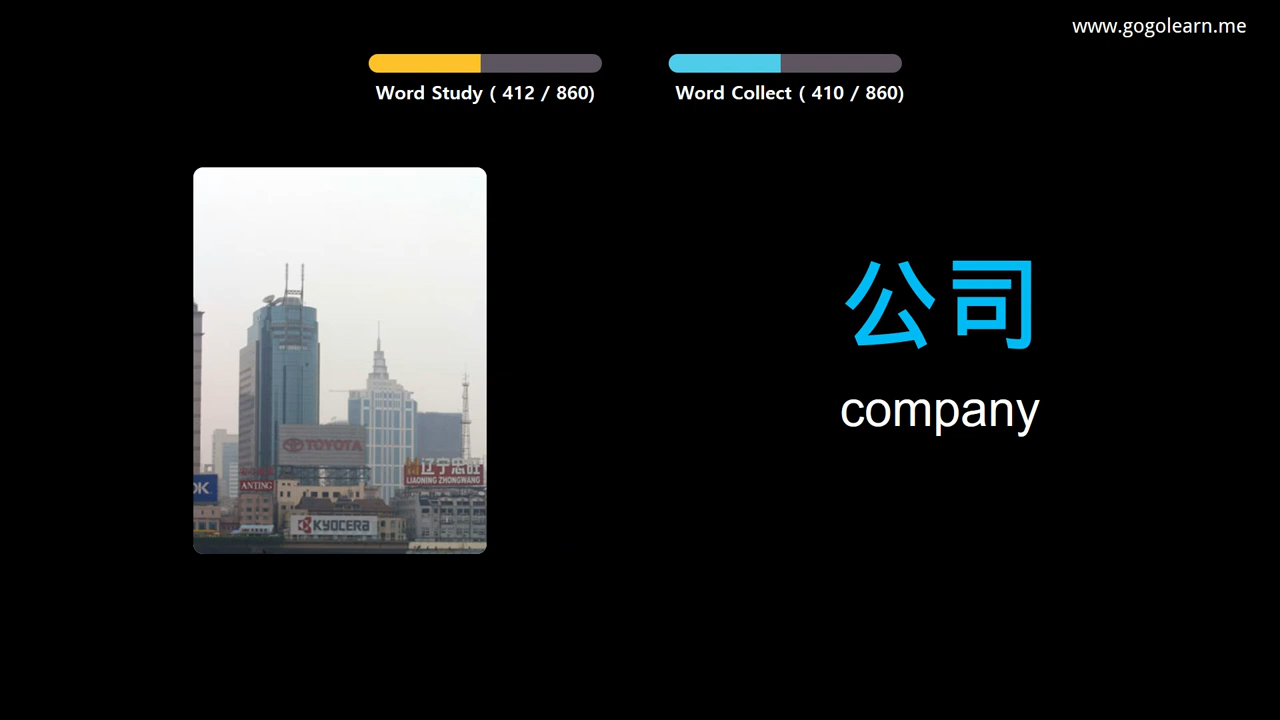 www.gogolearn.me
Word Study ( 412 / 860)
Word Collect ( 410 / 860)
公司
company
TOYOTA
辽宁忠旺
LIAONING ZHONGWANG
OK.
ANTING
KYOCERA